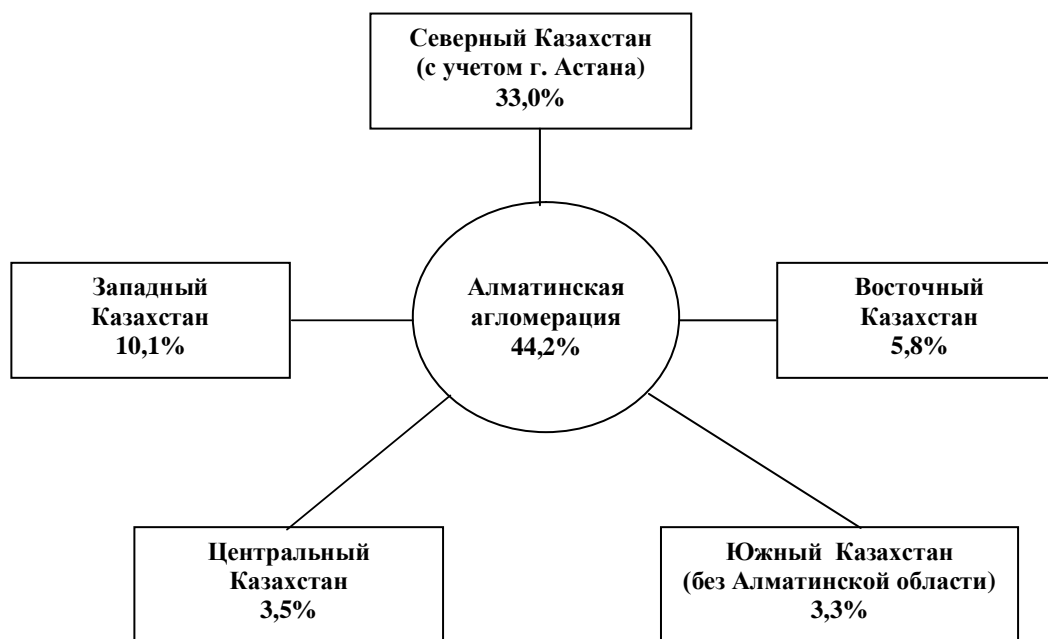 Северный Казахстан
(с учетом г. Астана)
33,0%
Западный
Казахстан
10,1%
Алматинская
агломерация
44,2%
Восточный
Казахстан
5,8%
Центральный
Казахстан
3,5%
Южный Казахстан
(без Алматинской области)
3,3%